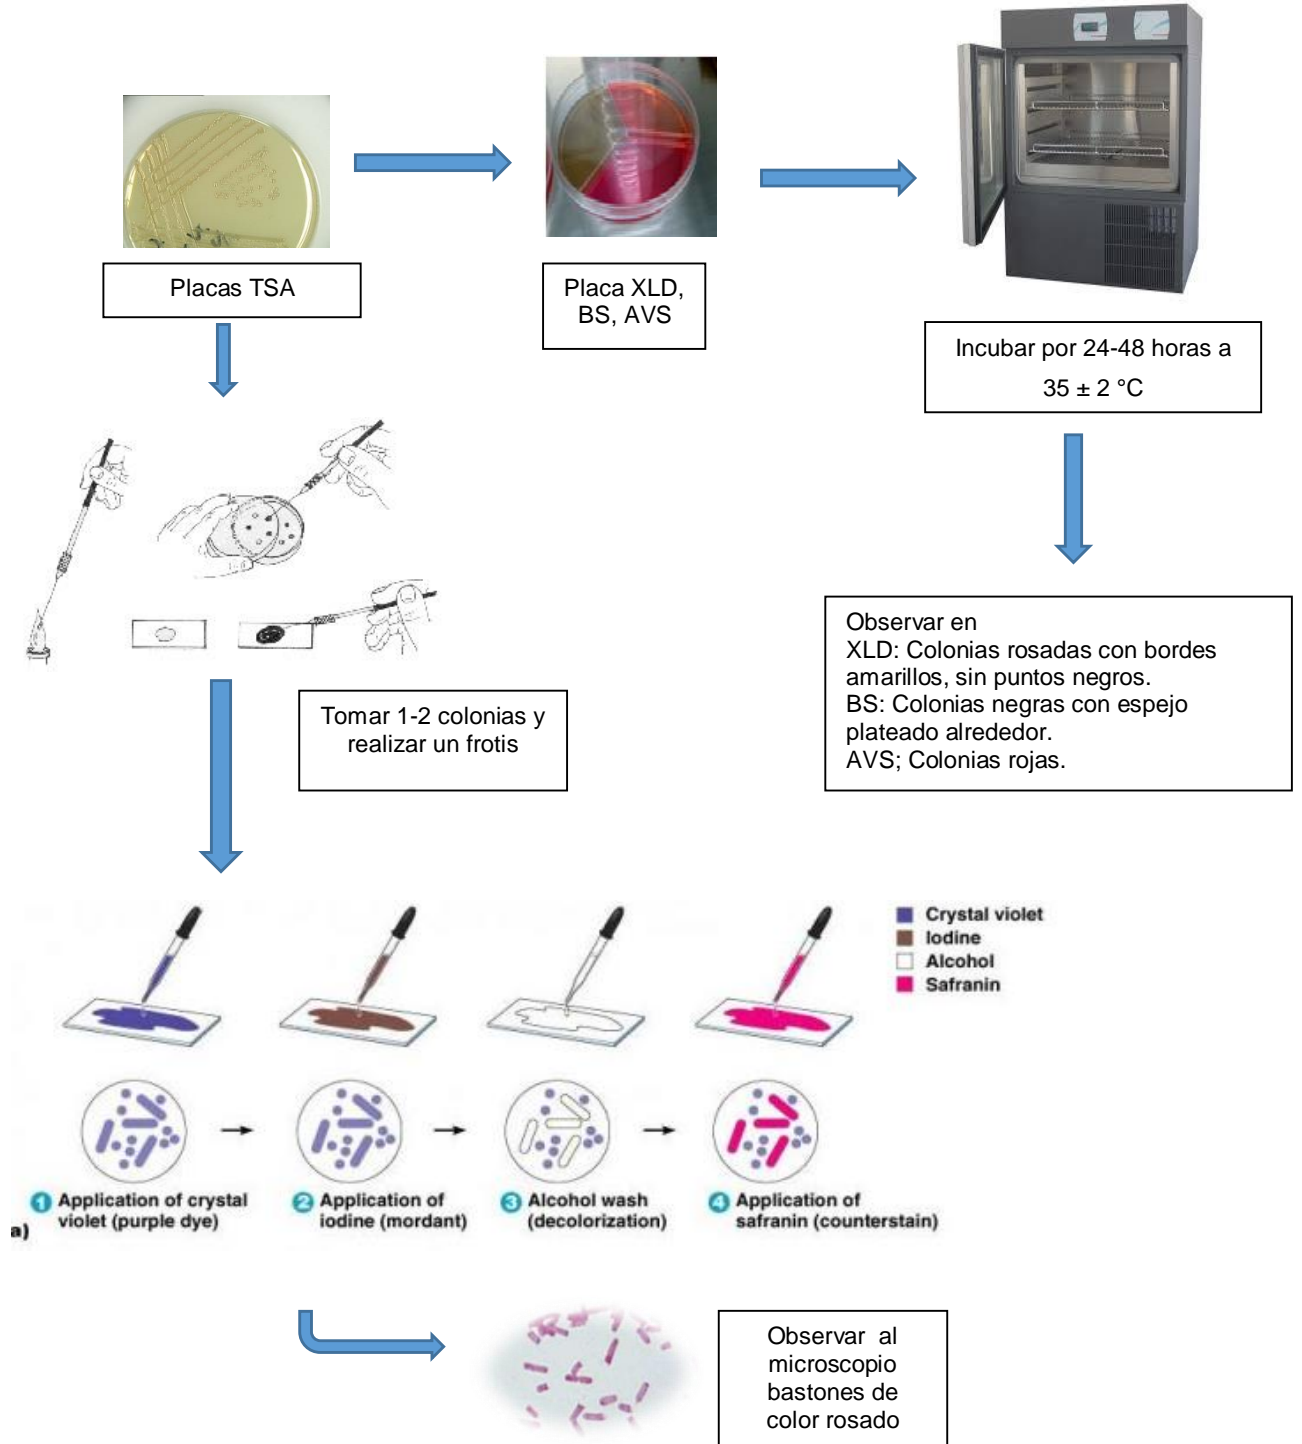 Placas TSA
Placa XLD,
BS, AVS
Incubar por 24-48 horas a
35 ± 2 °C
Observar en
XLD: Colonias rosadas con bordes
amarillos, sin puntos negros.
BS: Colonias negras con espejo
plateado alrededor.
AVS; Colonias rojas.
Tomar 1-2 colonias y
realizar un frotis
Crystal violet
Iodine
Alcohol
Safranin
1 Application of crystal
violet (purple dye)
2 Application of
iodine (mordant)
3 Alcohol wash
(decolorization)
4 Application of
safranin (counterstain)
a)
Observar al
microscopio
bastones de
color rosado